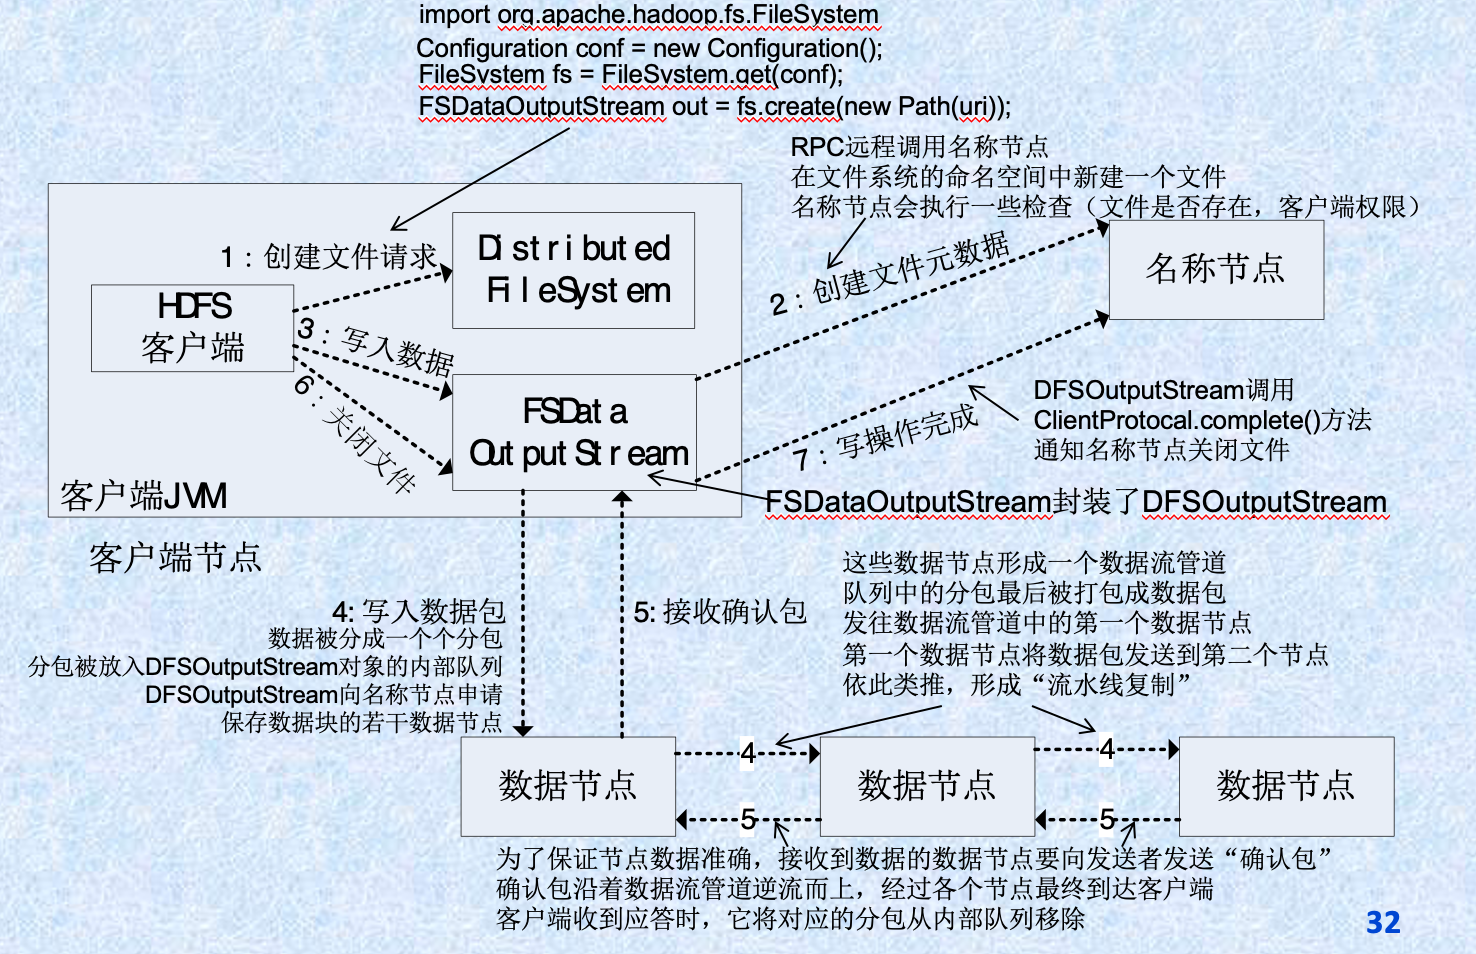 import org.apache.hadoop.fs.FileSystem
Configuration conf = new Configuration();
FileSystem fs = FileSystem.get(conf);
FSDataOutputStream out = fs.create(new Path(uri));
RPC远程调用名称节点
在文件系统的命名空间中新建一个文件
名称节点会执行一些检查（文件是否存在，客户端权限）
1：创建文件请求
Distributed
FileSystem
2：创建文件元数据
名称节点
HDFS
客户端
3：写入数据
6：关闭文件
FSData
OutputStream
7：写操作完成
DFSOutputStream调用
ClientProtocal.complete()方法
通知名称节点关闭文件
客户端JVM
FSDataOutputStream封装了DFSOutputStream
客户端节点
这些数据节点形成一个数据流管道
队列中的分包最后被打包成数据包
发往数据流管道中的第一个数据节点
第一个数据节点将数据包发送到第二个节点
依此类推，形成“流水线复制”
4: 写入数据包
数据被分成一个个分包
分包被放入DFSOutputStream对象的内部队列
DFSOutputStream向名称节点申请
保存数据块的若干数据节点
5: 接收确认包
数据节点
4
5
数据节点
4
5
数据节点
为了保证节点数据准确，接收到数据的数据节点要向发送者发送“确认包”
确认包沿着数据流管道逆流而上，经过各个节点最终到达客户端
客户端收到应答时，它将对应的分包从内部队列移除
32